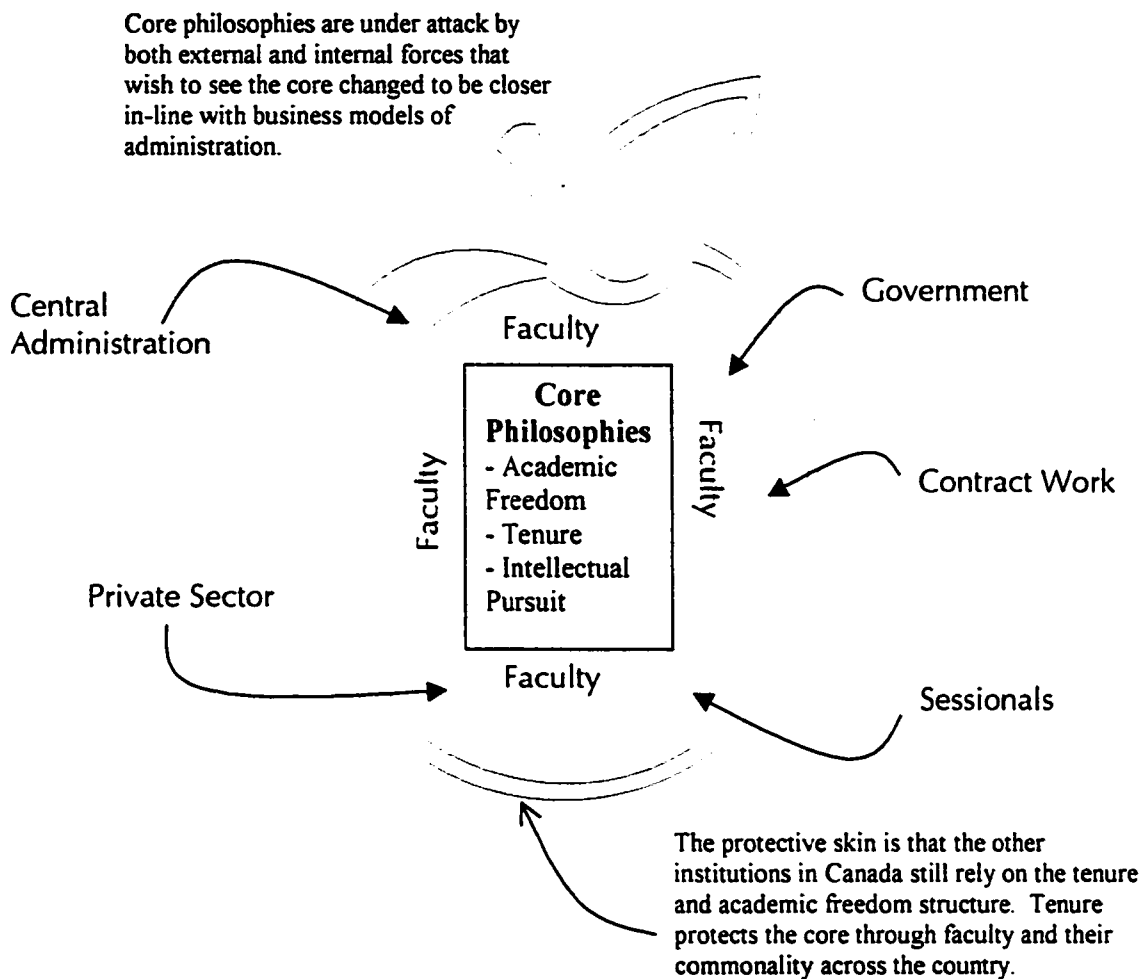 Core philosophies are under attack by
both external and internal forces that
wish to see the core changed to be closer
in-line with business models of
administration.
Central
Administration
Government
Faculty
Core
Philosophies
- Academic
Freedom
- Tenure
- Intellectual
Pursuit
Faculty
Faculty
Contract Work
Private Sector
Faculty
Sessionals
The protective skin is that the other
institutions in Canada still rely on the tenure
and academic freedom structure. Tenure
protects the core through faculty and their
commonality across the country.